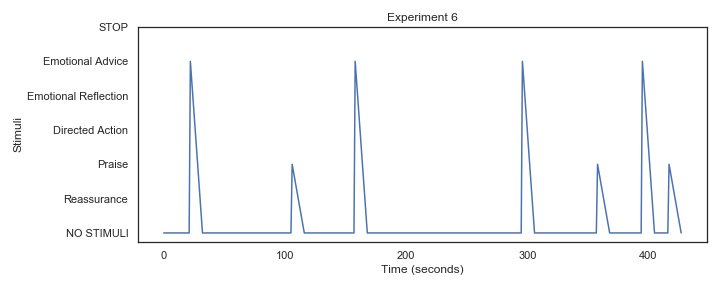 Experiment 6
STOP
Emotional Advice
Emotional Reflection
Directed Action
Praise
Reassurance
NO STIMULI
Stimuli
0 100 200 300 400
Time (seconds)